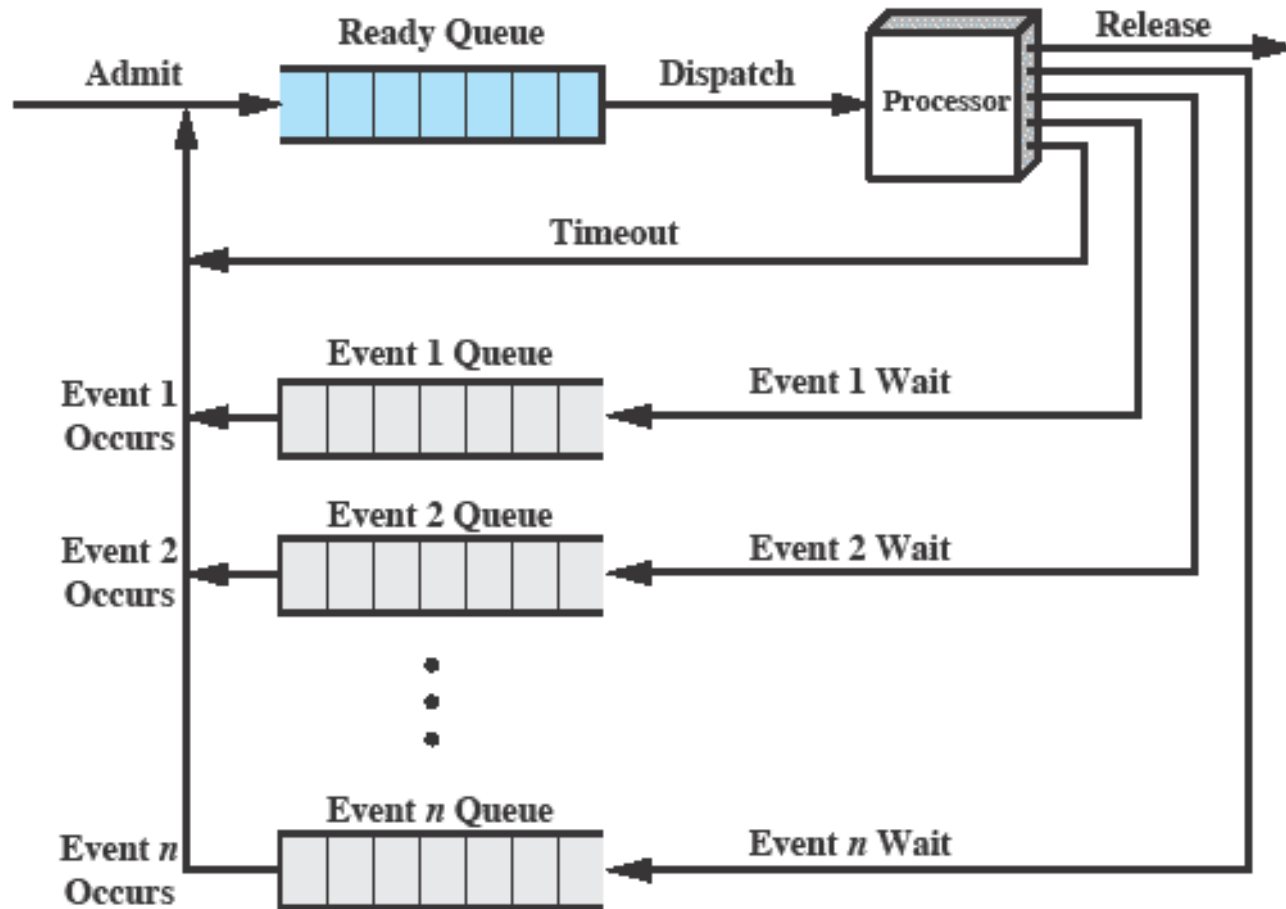 Ready Queue
Release
Admit
Dispatch
Processor
Timeout
Event 1 Queue
Event 1
Occurs
Event 1 Wait
Event 2 Queue
Event 2
Occurs
Event 2 Wait
Event n Queue
Event n
Occurs
Event n Wait